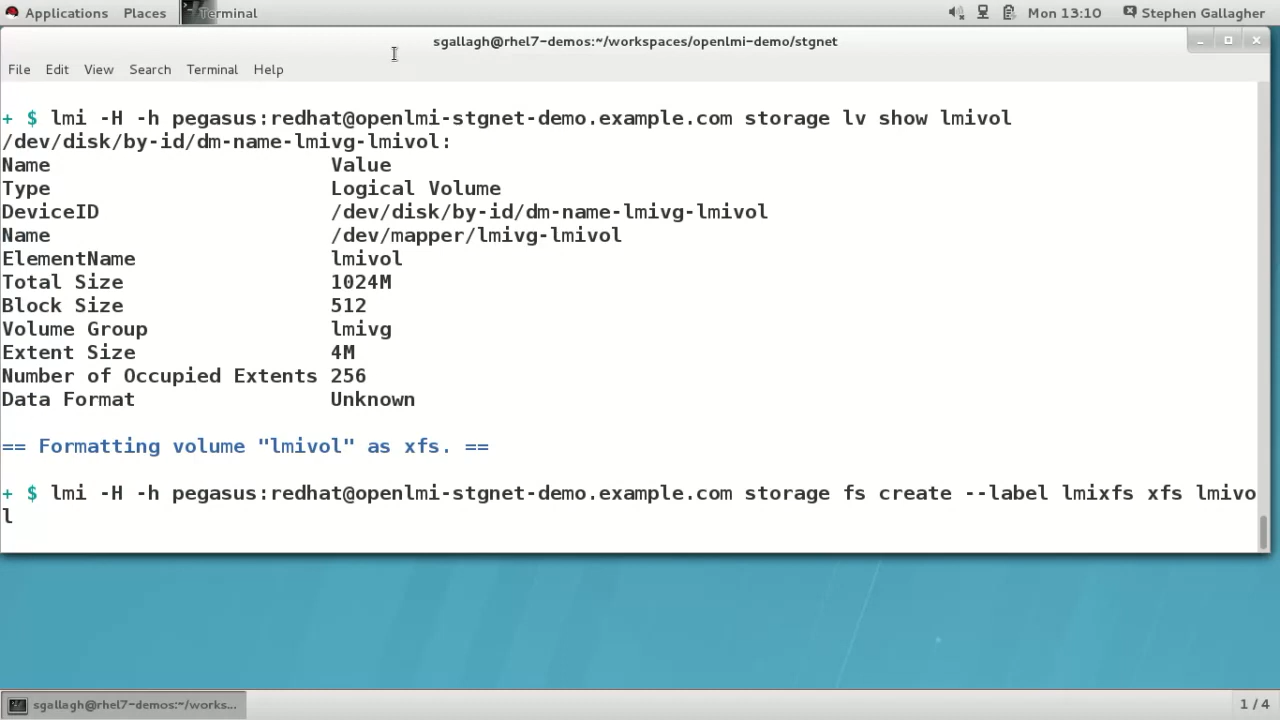 Applications Places Terminal Mon 13:10 Stephen Gallagher
sgallagh@rhel7-demos:~/workspaces/openlmi-demo/stgnet
File Edit View Search Terminal Help
+ $ lmi -H -h pegasus:redhat@openlmi-stgnet-demo.example.com storage lv show lmivol
/dev/disk/by-id/dm-name-lmivg-lmivol:
Name Value
Type Logical Volume
DeviceID /dev/disk/by-id/dm-name-lmivg-lmivol
Name /dev/mapper/lmivg-lmivol
ElementName lmivol
Total Size 1024M
Block Size 512
Volume Group lmivg
Extent Size 4M
Number of Occupied Extents 256
Data Format Unknown
== Formatting volume "lmivol" as xfs. ==
+ $ lmi -H -h pegasus:redhat@openlmi-stgnet-demo.example.com storage fs create --label lmixfs xfs lmivo
l
sgallagh@rhel7-demos:~/works... 1 / 4